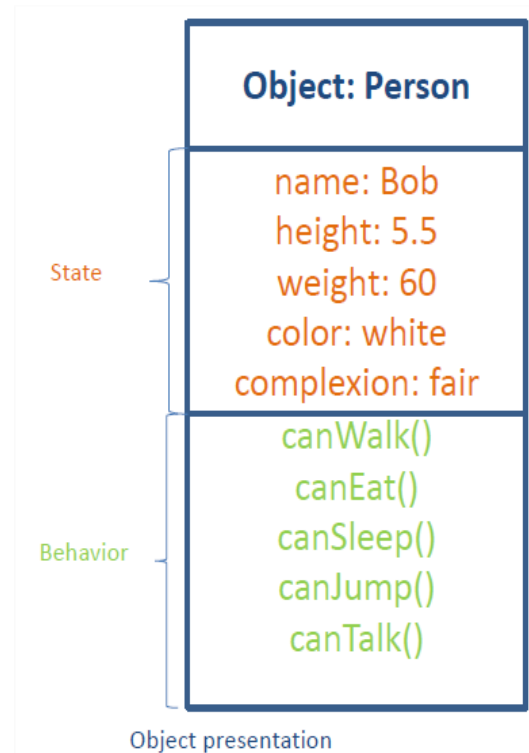 Object: Person
State
name: Bob
height: 5.5
weight: 60
color: white
complexion: fair
Behavior
canWalk()
canEat()
canSleep()
canJump()
canTalk()
Object presentation